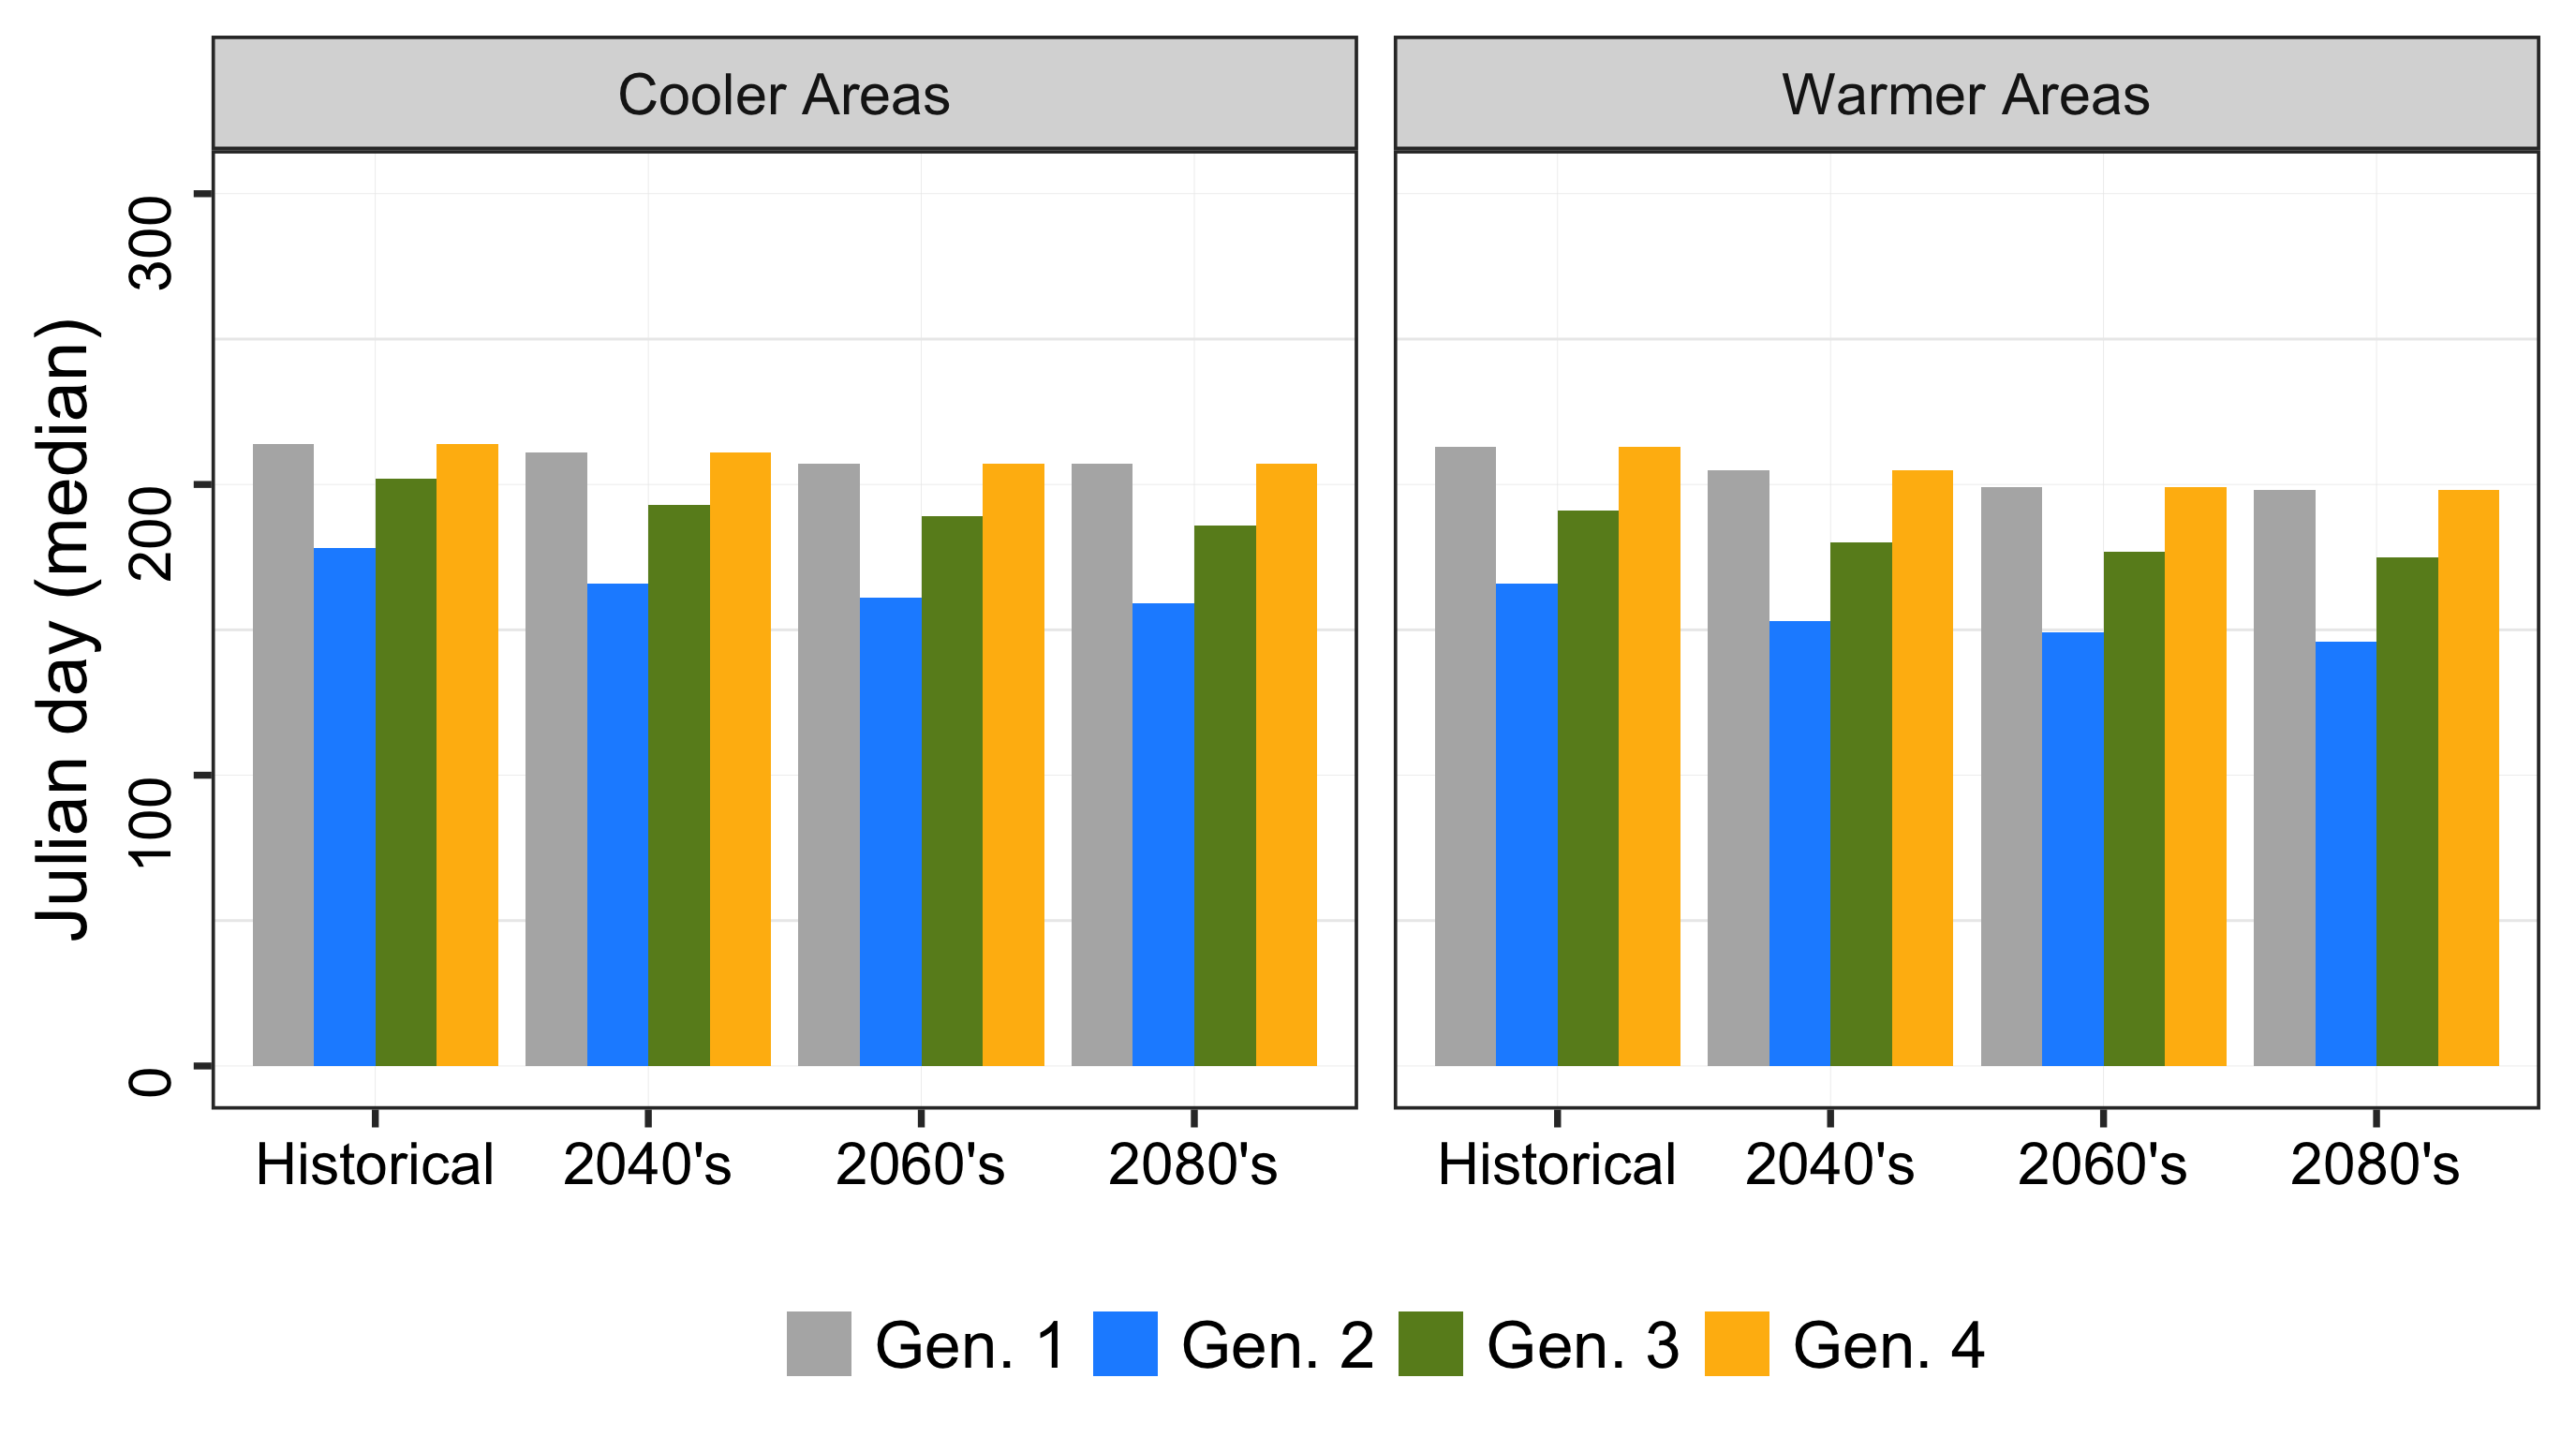 Cooler Areas
Warmer Areas
Julian day (median)
300
200
100
0
Historical 2040's 2060's 2080's
Historical 2040's 2060's 2080's
Gen. 1 Gen. 2 Gen. 3 Gen. 4